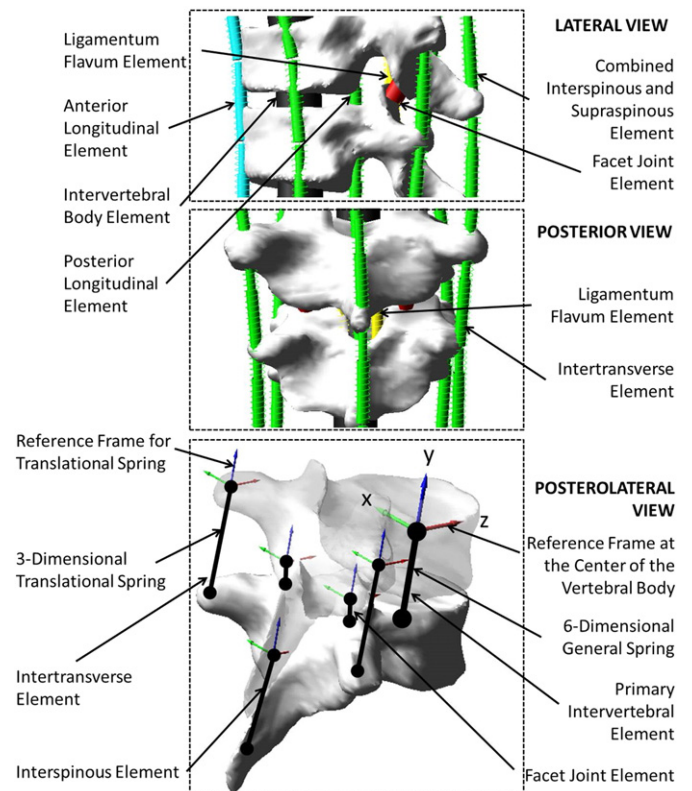 LATERAL VIEW
Ligamentum
Flavum Element
Anterior
Longitudinal
Element
Intervertebral
Body Element
Posterior
Longitudinal
Element
Combined
Interspinous and
Supraspinous
Element
Facet Joint
Element
POSTERIOR VIEW
Ligamentum
Flavum Element
Intertransverse
Element
Reference Frame for
Translational Spring
3-Dimensional
Translational Spring
Intertransverse
Element
Interspinous Element
y
x
z
POSTEROLATERAL
VIEW
Reference Frame at
the Center of the
Vertebral Body
6-Dimensional
General Spring
Primary
Intervertebral
Element
Facet Joint Element